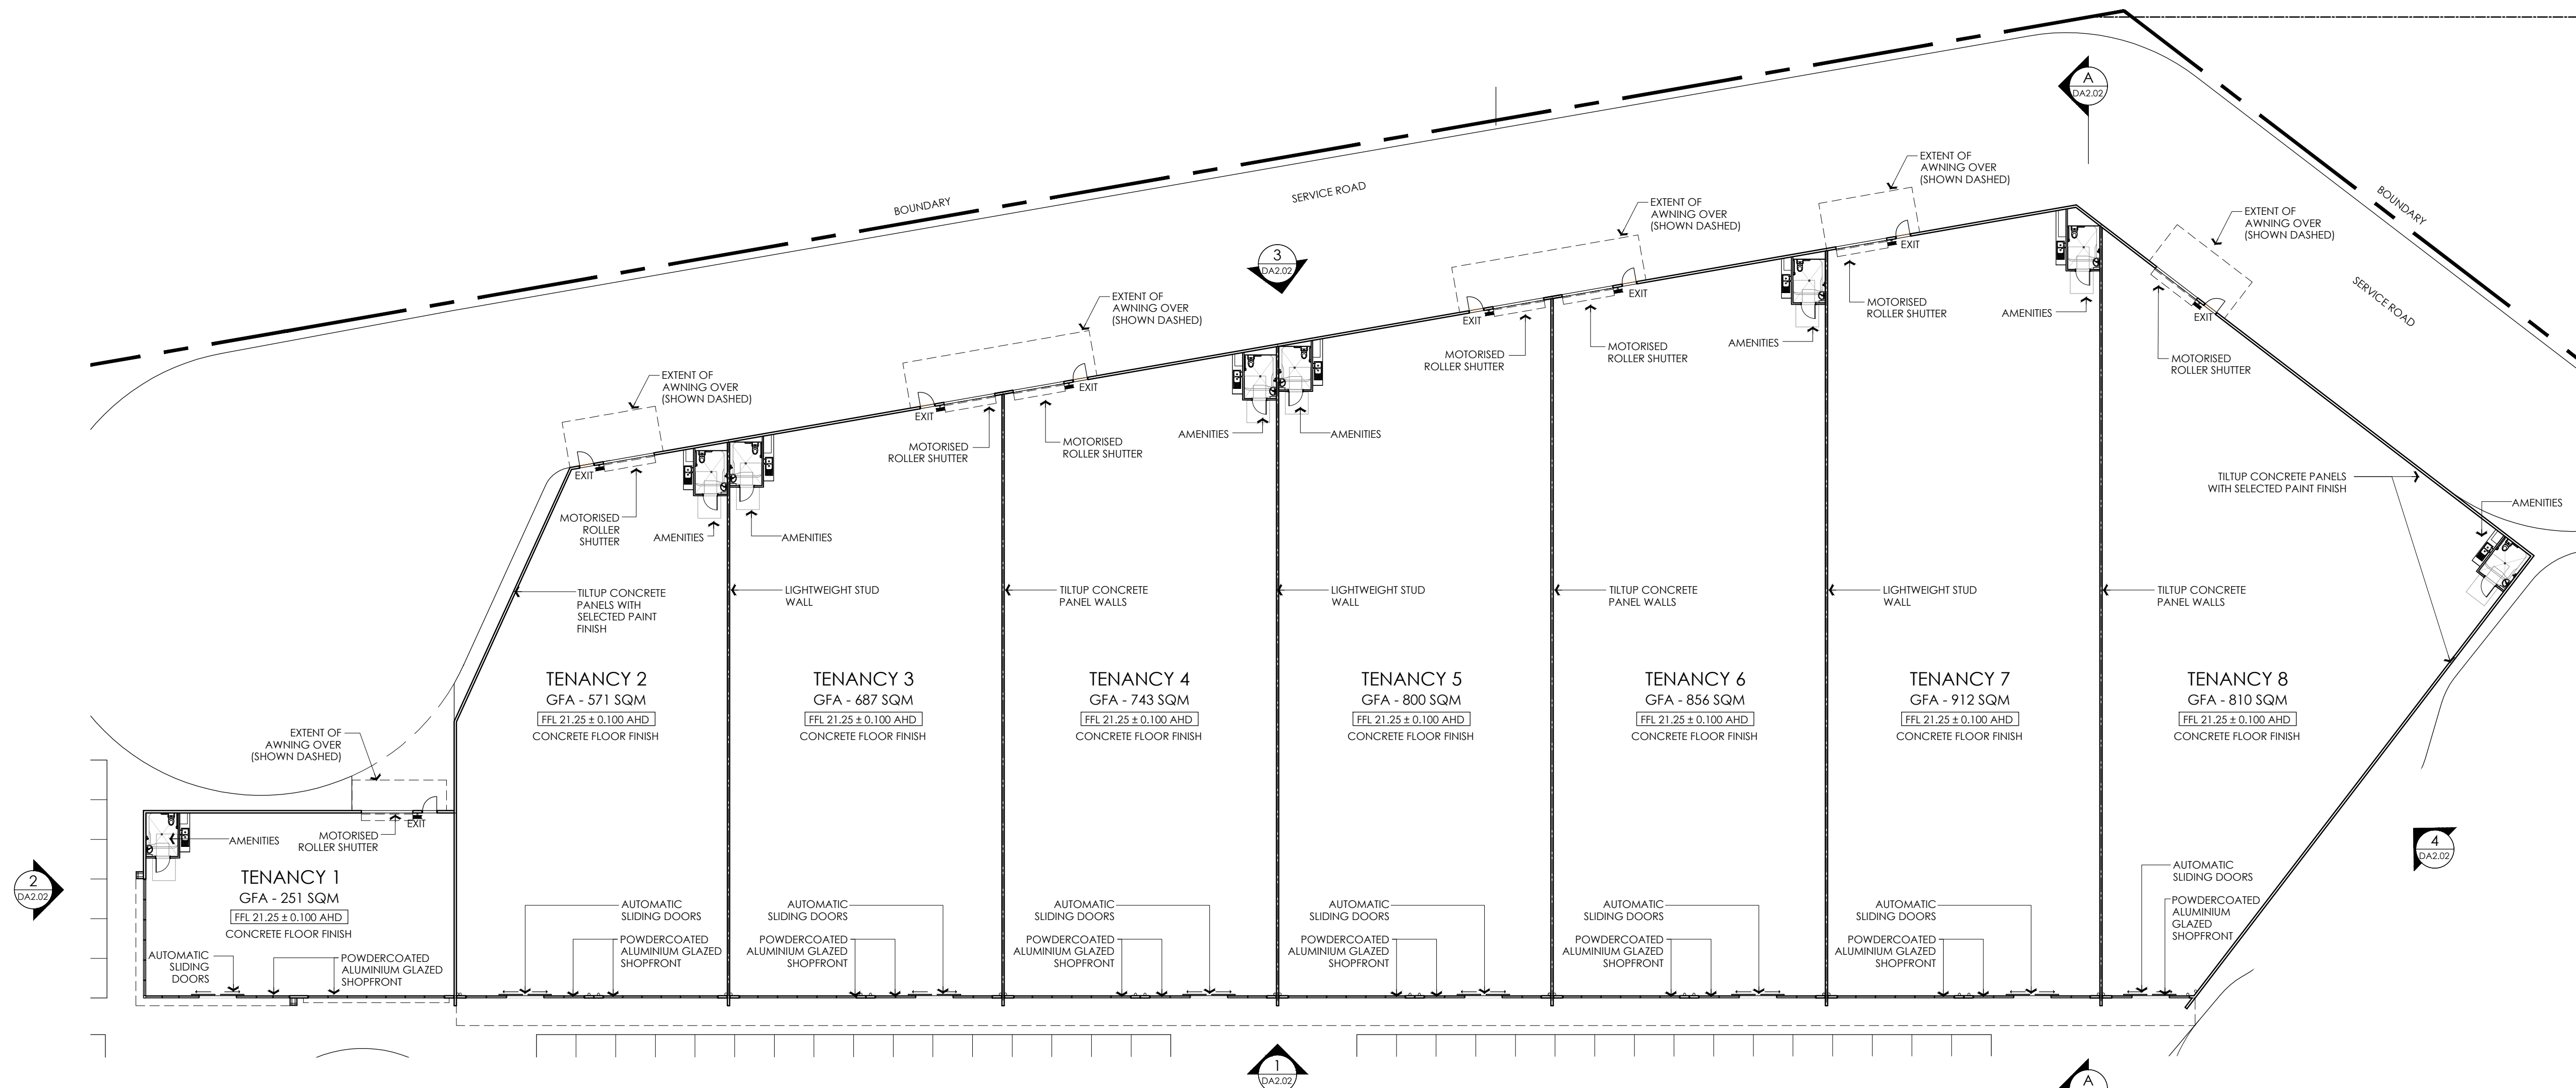 A
DA2.02
EXTENT OF
AWNING OVER
(SHOWN DASHED)
BOUNDARY
SERVICE ROAD
EXTENT OF
AWNING OVER
(SHOWN DASHED)
BOUNDARY
EXTENT OF
AWNING OVER
(SHOWN DASHED)
3
DA2.02
EXIT
EXIT
SERVICE ROAD
EXTENT OF
AWNING OVER
(SHOWN DASHED)
EXIT
EXIT
MOTORISED
ROLLER SHUTTER
AMENITIES
EXIT
AMENITIES
MOTORISED
ROLLER SHUTTER
MOTORISED
ROLLER SHUTTER
MOTORISED
ROLLER SHUTTER
EXTENT OF
AWNING OVER
(SHOWN DASHED)
EXIT
EXIT
AMENITIES
AMENITIES
MOTORISED
ROLLER SHUTTER
MOTORISED
ROLLER SHUTTER
EXIT
TILTUP CONCRETE PANELS
WITH SELECTED PAINT FINISH
AMENITIES
MOTORISED
ROLLER
SHUTTER
AMENITIES
AMENITIES
TILTUP CONCRETE
PANELS WITH
SELECTED PAINT
FINISH
LIGHTWEIGHT STUD
WALL
TILTUP CONCRETE
PANEL WALLS
LIGHTWEIGHT STUD
WALL
TILTUP CONCRETE
PANEL WALLS
LIGHTWEIGHT STUD
WALL
TILTUP CONCRETE
PANEL WALLS
TENANCY 2
GFA - 571 SQM
FFL 21.25 ± 0.100 AHD
CONCRETE FLOOR FINISH
TENANCY 3
GFA - 687 SQM
FFL 21.25 ± 0.100 AHD
CONCRETE FLOOR FINISH
TENANCY 4
GFA - 743 SQM
FFL 21.25 ± 0.100 AHD
CONCRETE FLOOR FINISH
TENANCY 5
GFA - 800 SQM
FFL 21.25 ± 0.100 AHD
CONCRETE FLOOR FINISH
TENANCY 6
GFA - 856 SQM
FFL 21.25 ± 0.100 AHD
CONCRETE FLOOR FINISH
TENANCY 7
GFA - 912 SQM
FFL 21.25 ± 0.100 AHD
CONCRETE FLOOR FINISH
TENANCY 8
GFA - 810 SQM
FFL 21.25 ± 0.100 AHD
CONCRETE FLOOR FINISH
EXTENT OF
AWNING OVER
(SHOWN DASHED)
EXIT
AMENITIES
MOTORISED
ROLLER SHUTTER
2
DA2.02
TENANCY 1
GFA - 251 SQM
FFL 21.25 ± 0.100 AHD
CONCRETE FLOOR FINISH
4
DA2.02
AUTOMATIC
SLIDING
DOORS
POWDERCOATED
ALUMINIUM GLAZED
SHOPFRONT
AUTOMATIC
SLIDING DOORS
POWDERCOATED
ALUMINIUM GLAZED
SHOPFRONT
AUTOMATIC
SLIDING DOORS
POWDERCOATED
ALUMINIUM GLAZED
SHOPFRONT
AUTOMATIC
SLIDING DOORS
POWDERCOATED
ALUMINIUM GLAZED
SHOPFRONT
AUTOMATIC
SLIDING DOORS
POWDERCOATED
ALUMINIUM GLAZED
SHOPFRONT
AUTOMATIC
SLIDING DOORS
POWDERCOATED
ALUMINIUM GLAZED
SHOPFRONT
AUTOMATIC
SLIDING DOORS
POWDERCOATED
ALUMINIUM GLAZED
SHOPFRONT
AUTOMATIC
SLIDING DOORS
POWDERCOATED
ALUMINIUM
GLAZED
SHOPFRONT
1
DA2.02
A